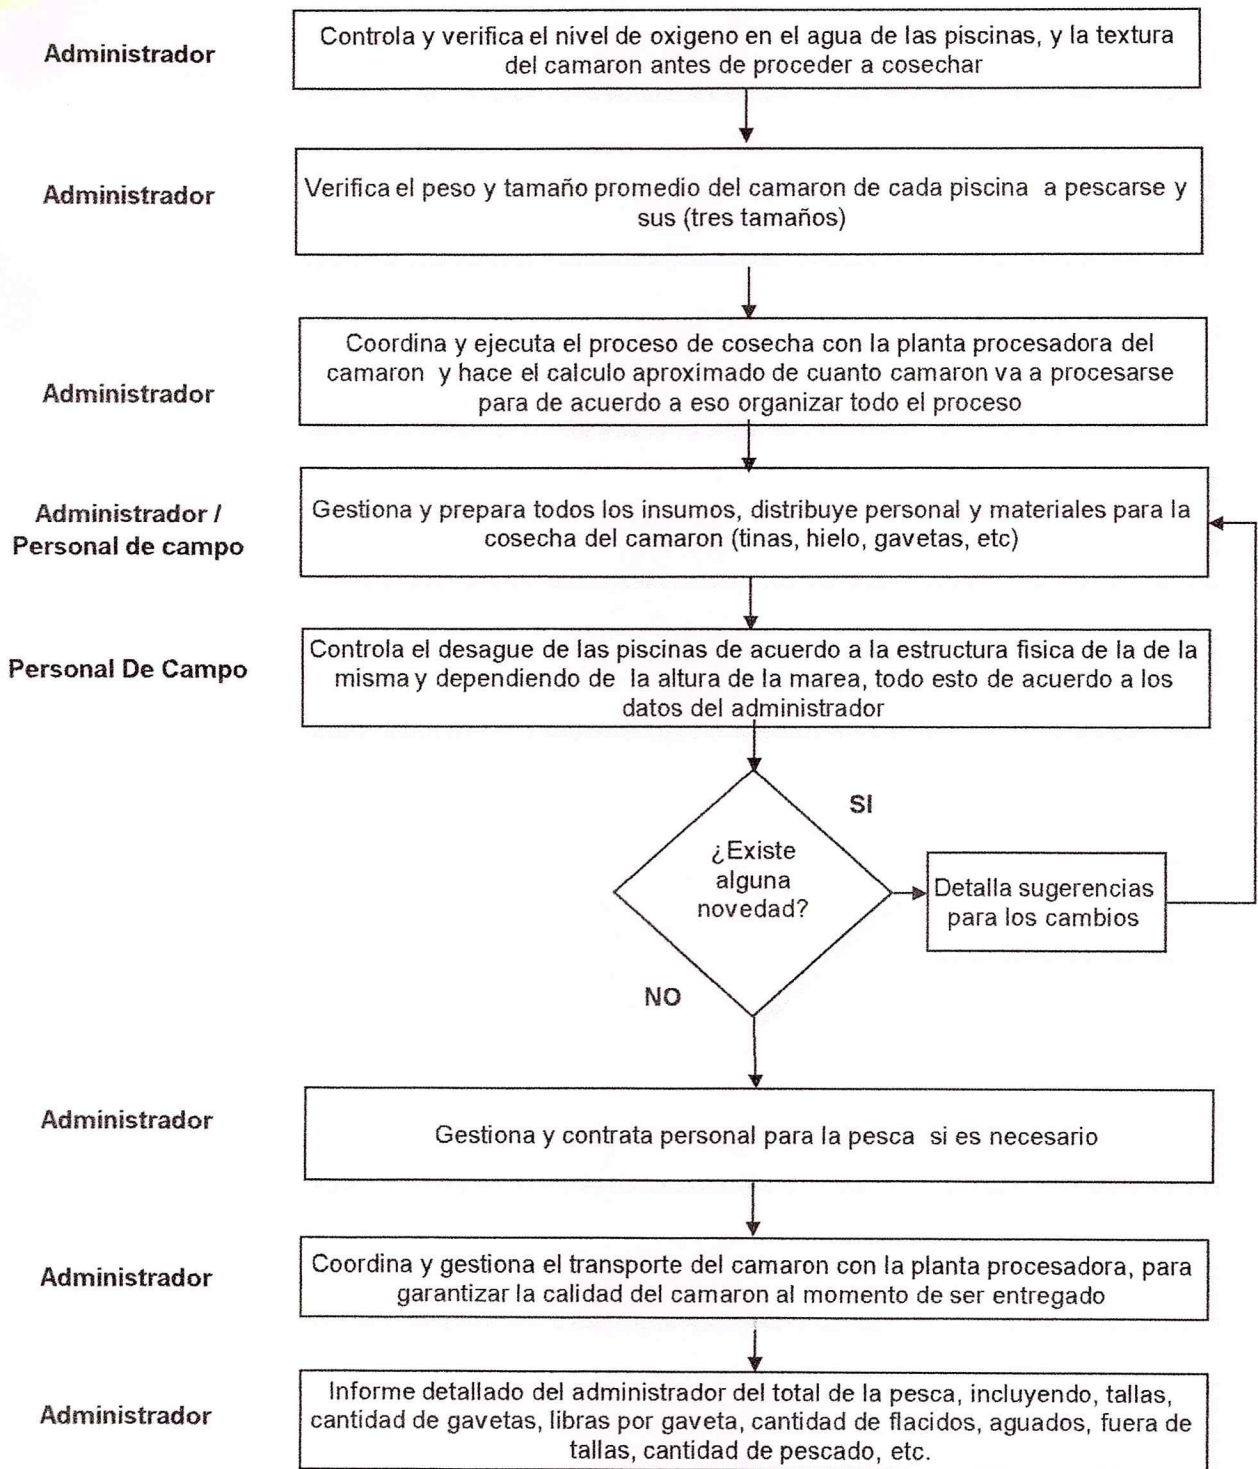 Administrador
Controla y verifica el nivel de oxigeno en el agua de las piscinas, y la textura
del camaron antes de proceder a cosechar
Administrador
Verifica el peso y tamaño promedio del camaron de cada piscina a pescarse y
sus (tres tamaños)
Administrador
Coordina y ejecuta el proceso de cosecha con la planta procesadora del
camaron y hace el calculo aproximado de cuanto camaron va a procesarse
para de acuerdo a eso organizar todo el proceso
Administrador /
Personal de campo
Gestiona y prepara todos los insumos, distribuye personal y materiales para la
cosecha del camaron (tinas, hielo, gavetas, etc)
Personal De Campo
Controla el desague de las piscinas de acuerdo a la estructura fisica de la de la
misma y dependiendo de la altura de la marea, todo esto de acuerdo a los
datos del administrador
¿Existe
alguna
novedad?
SI
Detalla sugerencias
para los cambios
NO
Administrador
Gestiona y contrata personal para la pesca si es necesario
Administrador
Coordina y gestiona el transporte del camaron con la planta procesadora, para
garantizar la calidad del camaron al momento de ser entregado
Administrador
Informe detallado del administrador del total de la pesca, incluyendo, tallas,
cantidad de gavetas, libras por gaveta, cantidad de flacidos, aguados, fuera de
tallas, cantidad de pescado, etc.